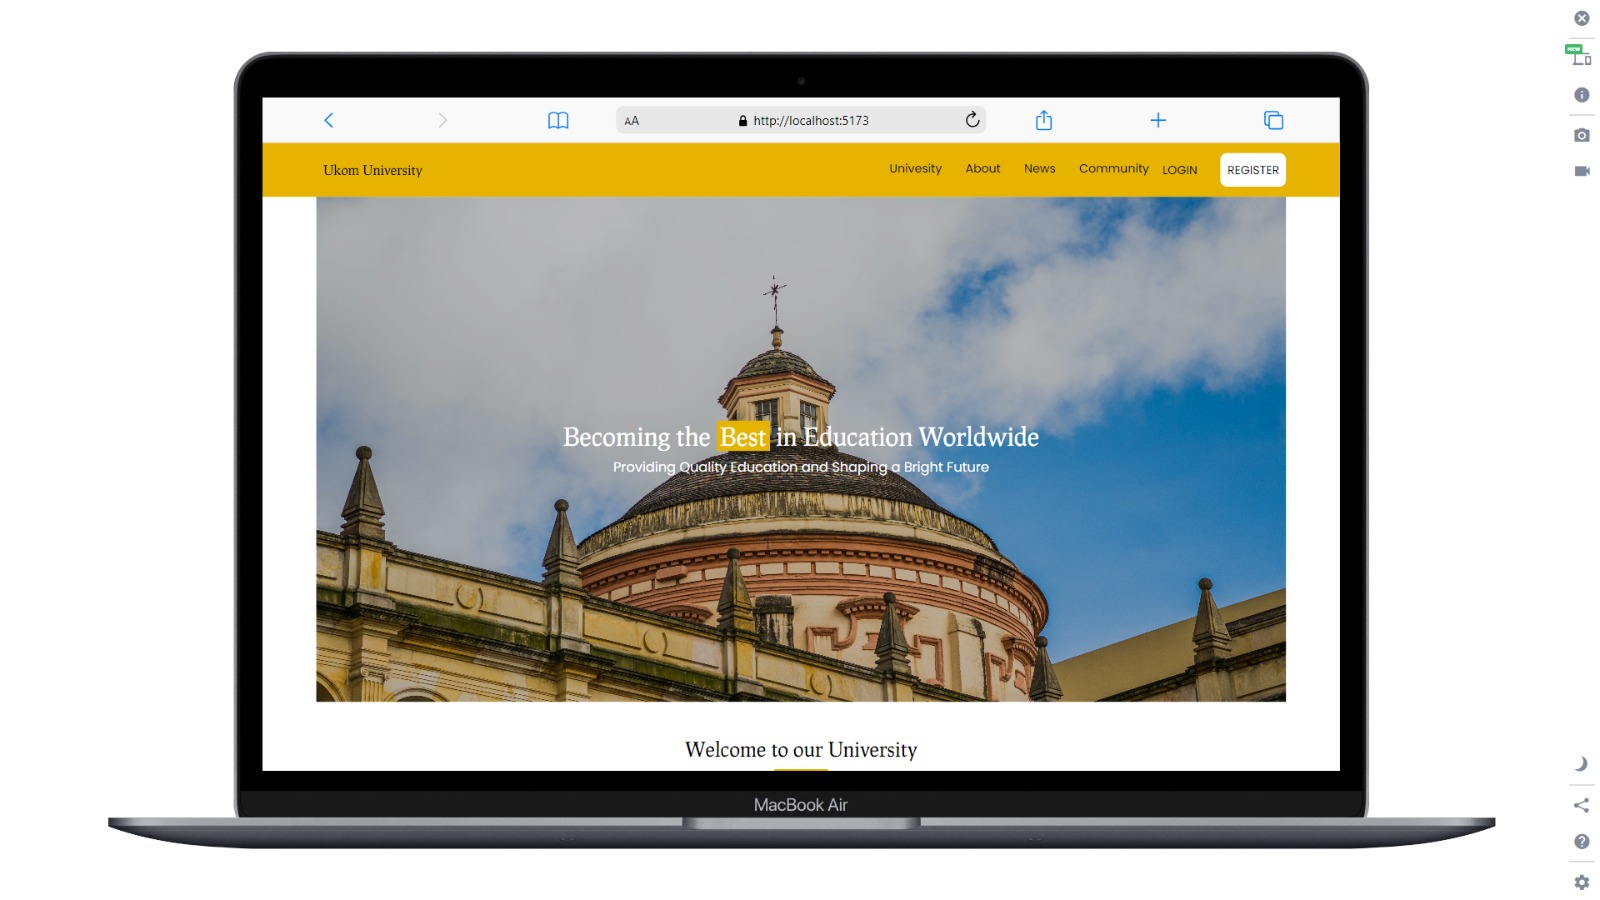 AA http://localhost:5173
Ukom University Univesity About News Community LOGIN REGISTER
Becoming the Best in Education Worldwide
Providing Quality Education and Shaping a Bright Future
Welcome to our University
MacBook Air
NEW